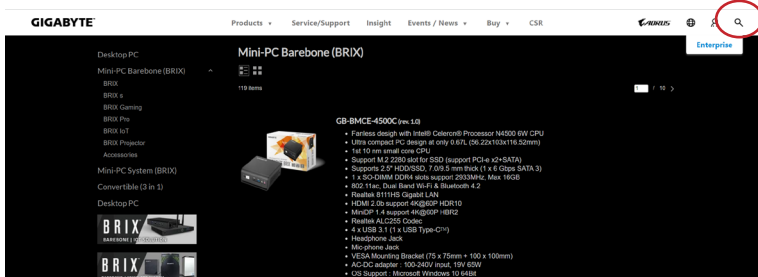 GIGABYTE™
Products ▾ Service/Support Insight Events / News ▾ Buy ▾ CSR AORUS
Enterprise
Desktop PC
Mini-PC Barebone (BRIX)
BRIX
BRIX s
BRIX Gaming
BRIX Pro
BRIX IoT
BRIX Projector
Accessories
Mini-PC System (BRIX)
Convertible (3 in 1)
Desktop PC
BRIX
BRIX
Mini-PC Barebone (BRIX)
119 items
1 / 10 >
GB-BMCE-4500C (rev. 1.0)
• Fanless desigh with Intel® Celeron® Processor N4500 6W CPU
• Ultra compact PC design at only 0.67L (56.22x103x116.52mm)
• 1st 10 nm small core CPU
• Support M.2 2280 slot for SSD (support PCI-e x2+SATA)
• Supports 2.5" HDD/SSD, 7.0/9.5 mm thick (1 x 6 Gbps SATA 3)
• 1 x SO-DIMM DDR4 slots support 2933MHz, Max 16GB
• 802.11ac, Dual Band Wi-Fi & Bluetooth 4.2
• Realtek 8111HS Gigabit LAN
• HDMI 2.0b support 4K@60P HDR10
• MiniDP 1.4 support 4K@60P HBR2
• Realtek ALC255 Codec
• 4 x USB 3.1 (1 x USB Type-C™)
• Headphone Jack
• Mic-phone Jack
• VESA Mounting Bracket (75 x 75mm + 100 x 100mm)
• AC-DC adapter : 100-240V input, 19V 65W
• OS Support : Microsoft Windows 10 64Bit